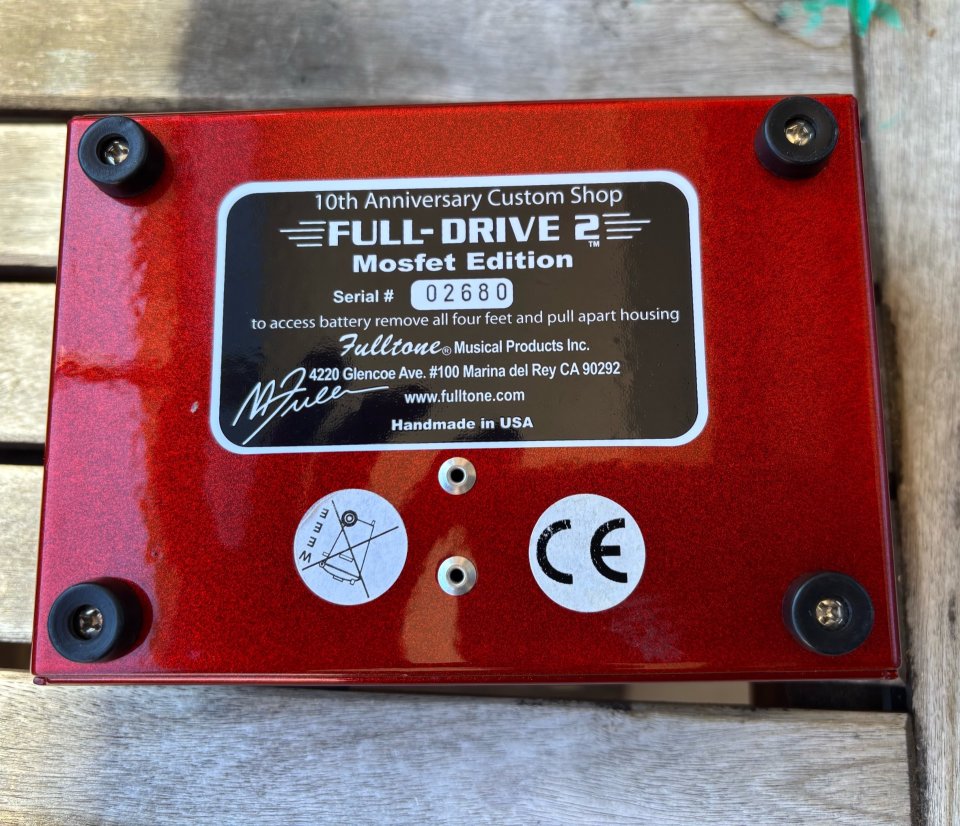 10th Anniversary Custom Shop
FULL-DRIVE 2™
Mosfet Edition
Serial # 02680
to access battery remove all four feet and pull apart housing
Fulltone® Musical Products Inc.
4220 Glencoe Ave. #100 Marina del Rey CA 90292
M Fuller
www.fulltone.com
Handmade in USA
Weee
CE